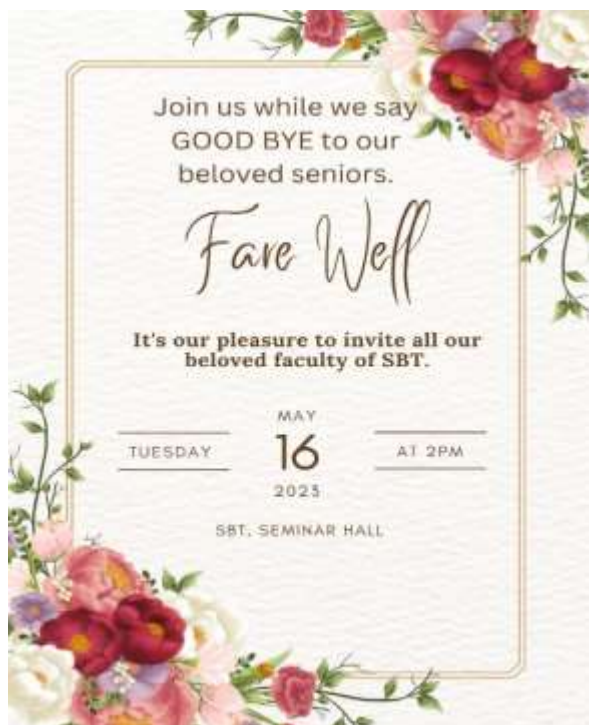 Join us while we say
GOOD BYE to our
beloved seniors.
Fare Well
It's our pleasure to invite all our
beloved faculty of SBT.
MAY
TUESDAY 16 AT 2PM
2023
SBT, SEMINAR HALL